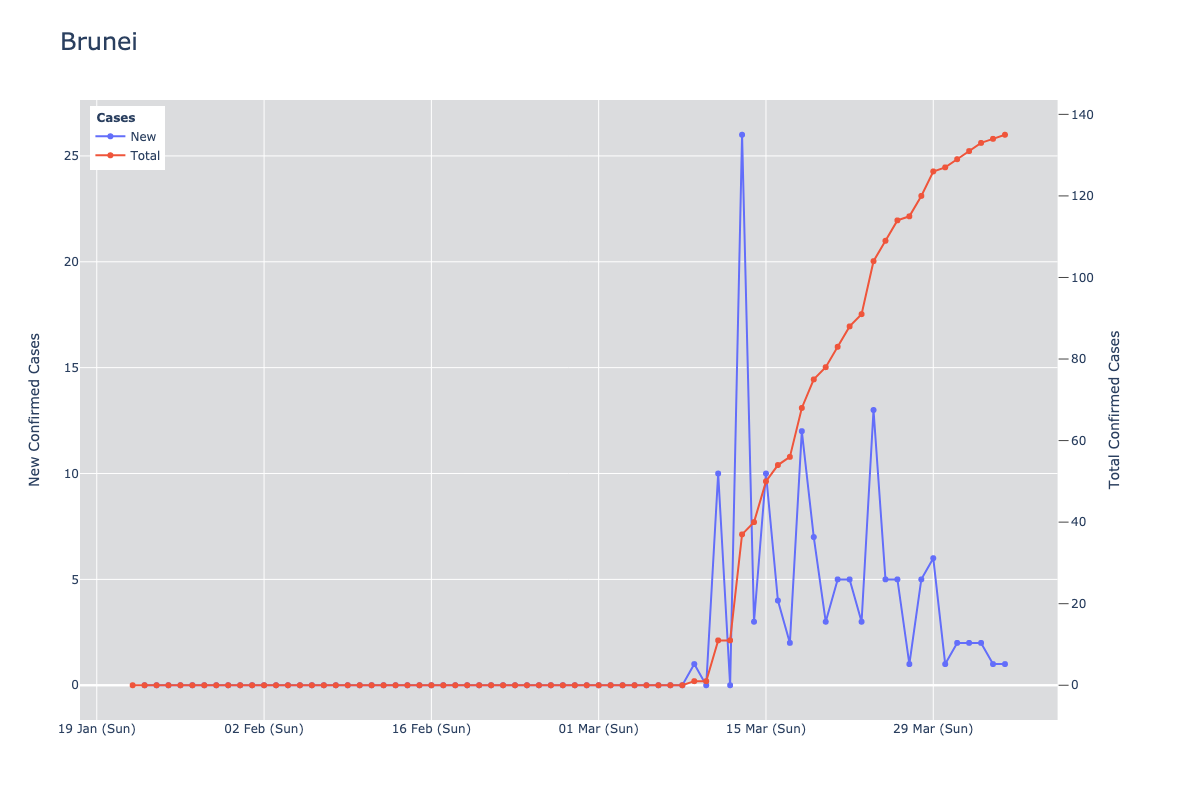 Brunei
Cases
New
Total
25
20
15
10
5
0
New Confirmed Cases
140
120
100
80
60
40
20
0
Total Confirmed Cases
19 Jan (Sun)
02 Feb (Sun)
16 Feb (Sun)
01 Mar (Sun)
15 Mar (Sun)
29 Mar (Sun)